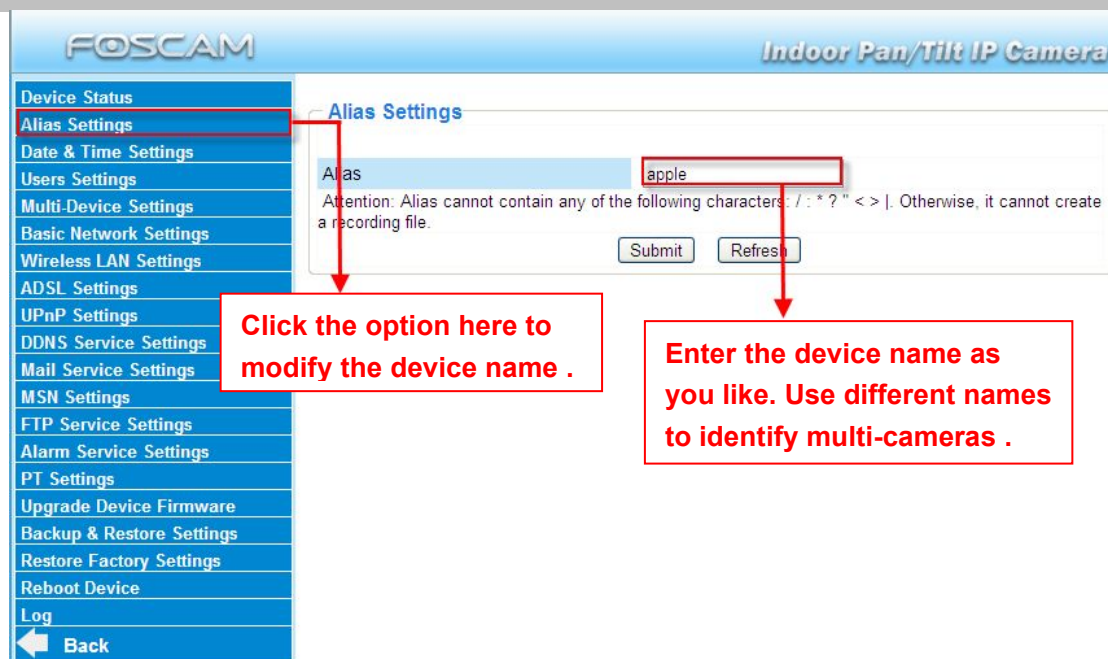 FOSCAM
Indoor Pan/Tilt IP Camera
Device Status
Alias Settings
Date & Time Settings
Users Settings
Multi-Device Settings
Basic Network Settings
Wireless LAN Settings
ADSL Settings
UPnP Settings
DDNS Service Settings
Mail Service Settings
MSN Settings
FTP Service Settings
Alarm Service Settings
PT Settings
Upgrade Device Firmware
Backup & Restore Settings
Restore Factory Settings
Reboot Device
Log
Back
Alias Settings
Alias apple
Attention: Alias cannot contain any of the following characters: / : * ? " < > |. Otherwise, it cannot create
a recording file.
Submit Refresh
Click the option here to
modify the device name .
Enter the device name as
you like. Use different names
to identify multi-cameras .